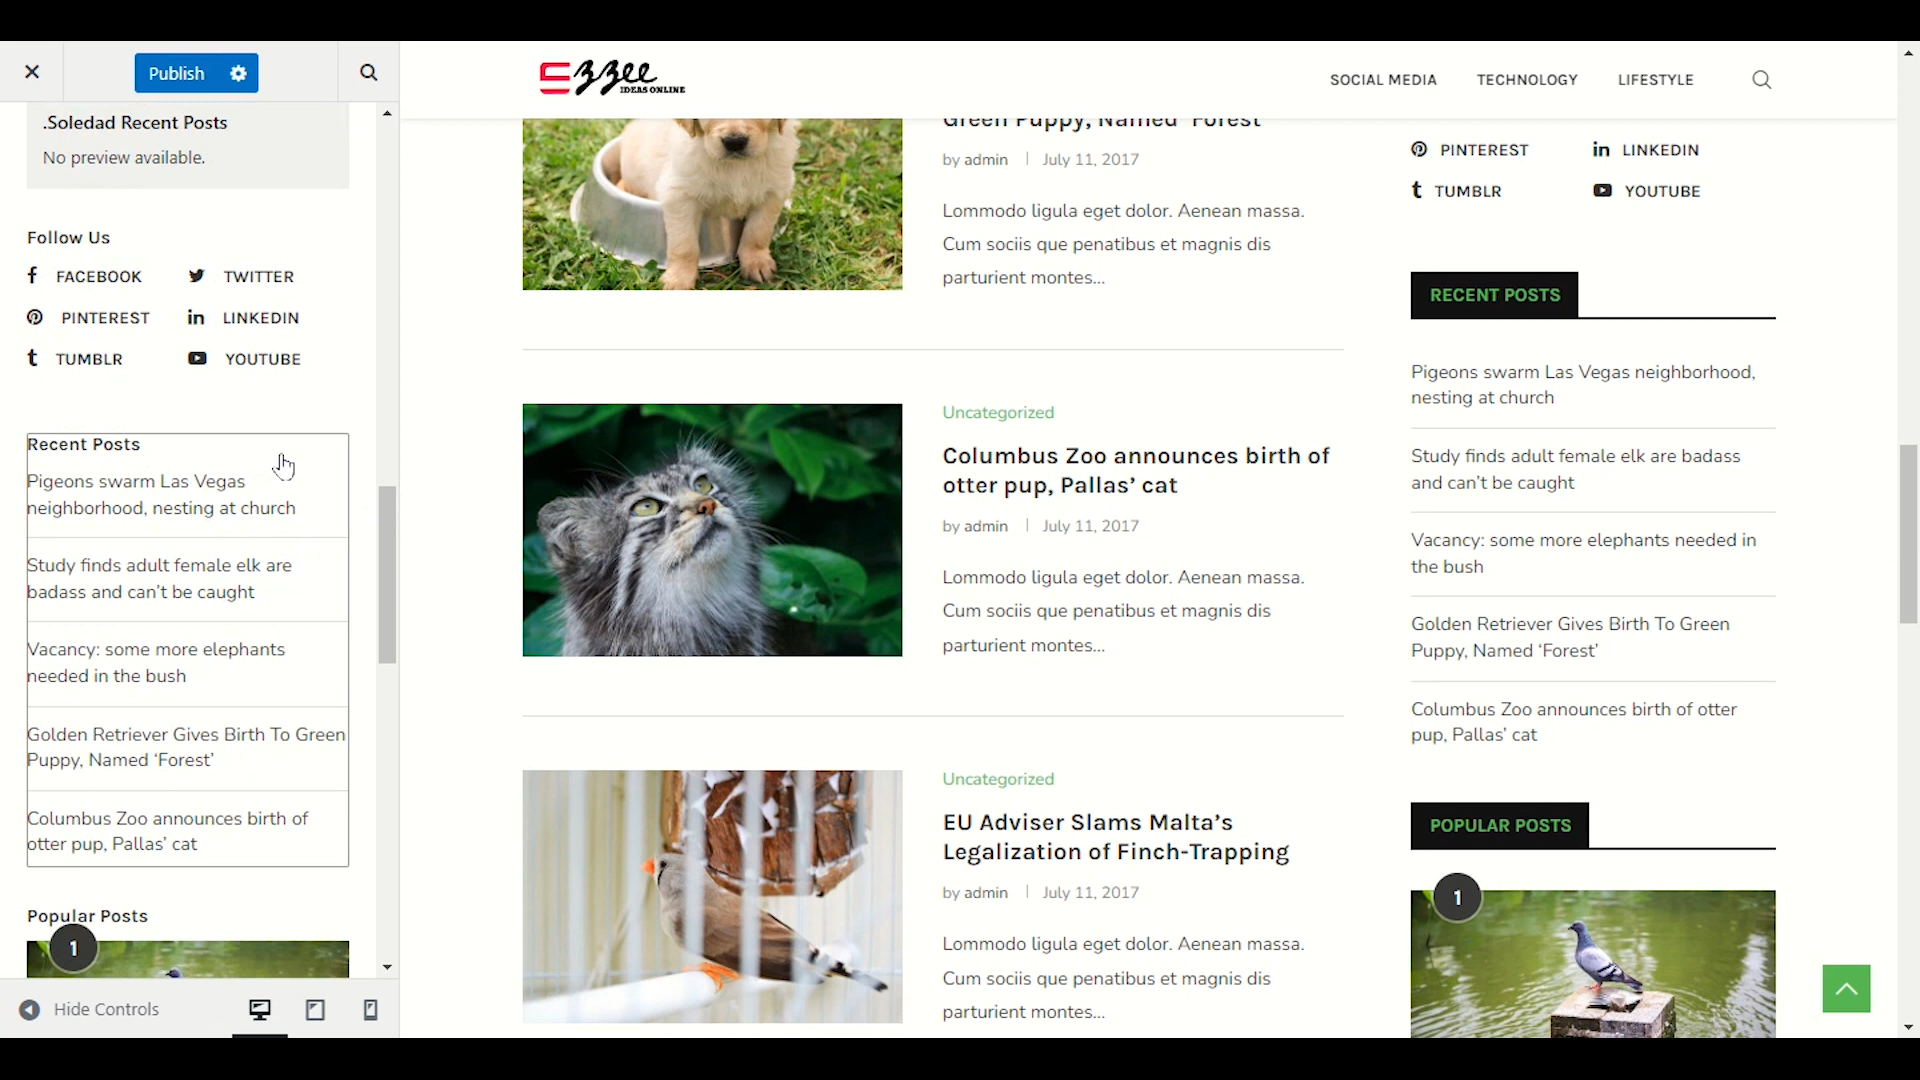 Publish
.Soledad Recent Posts
No preview available.
Follow Us
FACEBOOK
TWITTER
PINTEREST
LINKEDIN
TUMBLR
YOUTUBE
Recent Posts
Pigeons swarm Las Vegas
neighborhood, nesting at church
Study finds adult female elk are
badass and can’t be caught
Vacancy: some more elephants
needed in the bush
Golden Retriever Gives Birth To Green
Puppy, Named ‘Forest’
Columbus Zoo announces birth of
otter pup, Pallas’ cat
Popular Posts
1
Hide Controls
Ezzee
IDEAS ONLINE
SOCIAL MEDIA
TECHNOLOGY
LIFESTYLE
Green Puppy, Named ‘Forest’
by admin
July 11, 2017
Lommodo ligula eget dolor. Aenean massa.
Cum sociis que penatibus et magnis dis
parturient montes...
Uncategorized
Columbus Zoo announces birth of
otter pup, Pallas’ cat
by admin
July 11, 2017
Lommodo ligula eget dolor. Aenean massa.
Cum sociis que penatibus et magnis dis
parturient montes...
Uncategorized
EU Adviser Slams Malta’s
Legalization of Finch-Trapping
by admin
July 11, 2017
Lommodo ligula eget dolor. Aenean massa.
Cum sociis que penatibus et magnis dis
parturient montes...
PINTEREST
LINKEDIN
TUMBLR
YOUTUBE
RECENT POSTS
Pigeons swarm Las Vegas neighborhood,
nesting at church
Study finds adult female elk are badass
and can’t be caught
Vacancy: some more elephants needed in
the bush
Golden Retriever Gives Birth To Green
Puppy, Named ‘Forest’
Columbus Zoo announces birth of otter
pup, Pallas’ cat
POPULAR POSTS
1